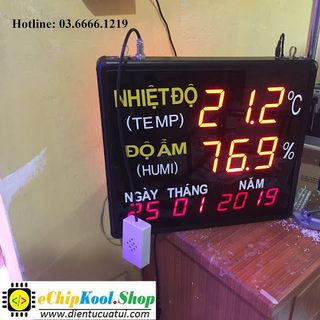 Hotline: 03.6666.1219
NHIỆT ĐỘ 21.2 °C
(TEMP)
ĐỘ ẨM 76.9 %
(HUMI)
NGÀY THÁNG NĂM
25 01 2019
eChipKool.Shop
www.dientucuatui.com